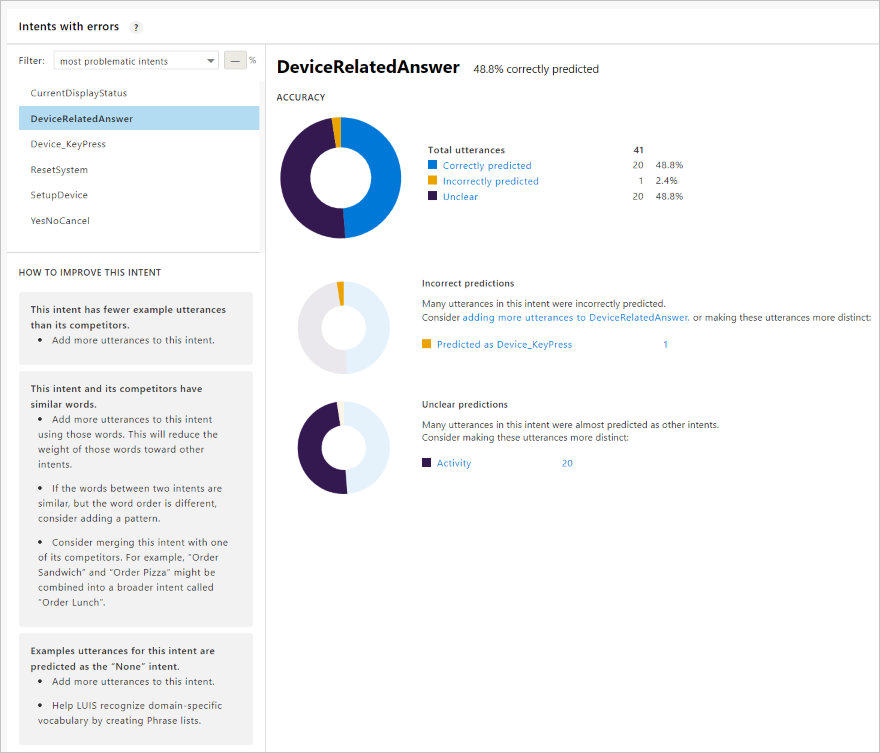 Intents with errors ?
Filter: most problematic intents — %
CurrentDisplayStatus
DeviceRelatedAnswer
Device_KeyPress
ResetSystem
SetupDevice
YesNoCancel
HOW TO IMPROVE THIS INTENT
This intent has fewer example utterances
than its competitors.
• Add more utterances to this intent.
This intent and its competitors have
similar words.
• Add more utterances to this intent
using those words. This will reduce the
weight of those words toward other
intents.
• If the words between two intents are
similar, but the word order is different,
consider adding a pattern.
• Consider merging this intent with one
of its competitors. For example, "Order
Sandwich" and "Order Pizza" might be
combined into a broader intent called
"Order Lunch".
Examples utterances for this intent are
predicted as the "None" intent.
• Add more utterances to this intent.
• Help LUIS recognize domain-specific
vocabulary by creating Phrase lists.
DeviceRelatedAnswer 48.8% correctly predicted
ACCURACY
Total utterances 41
Correctly predicted 20 48.8%
Incorrectly predicted 1 2.4%
Unclear 20 48.8%
Incorrect predictions
Many utterances in this intent were incorrectly predicted.
Consider adding more utterances to DeviceRelatedAnswer. or making these utterances more distinct:
Predicted as Device_KeyPress 1
Unclear predictions
Many utterances in this intent were almost predicted as other intents.
Consider making these utterances more distinct:
Activity 20